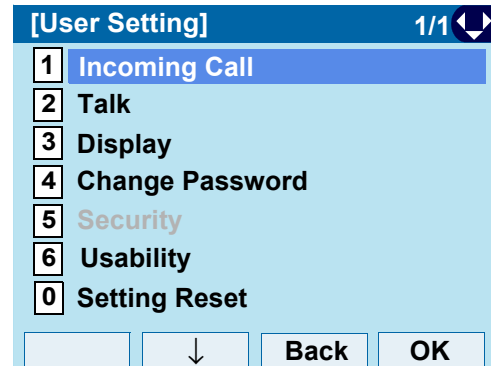 [User Setting] 1/1
1 Incoming Call
2 Talk
3 Display
4 Change Password
5 Security
6 Usability
0 Setting Reset
↓ Back OK